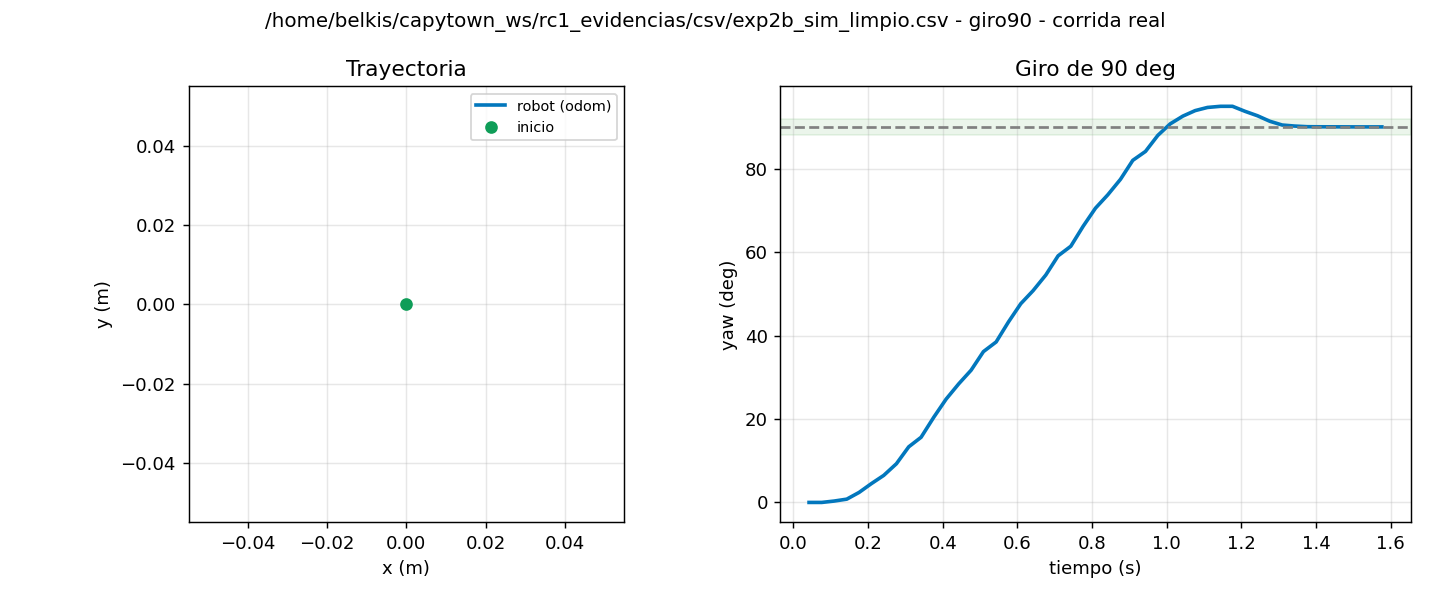 /home/belkis/capytown_ws/rc1_evidencias/csv/exp2b_sim_limpio.csv - giro90 - corrida real
Trayectoria
robot (odom)
inicio
0.04
0.02
0.00
−0.02
−0.04
y (m)
−0.04
−0.02
0.00
0.02
0.04
x (m)
Giro de 90 deg
80
60
40
20
0
yaw (deg)
0.0
0.2
0.4
0.6
0.8
1.0
1.2
1.4
1.6
tiempo (s)